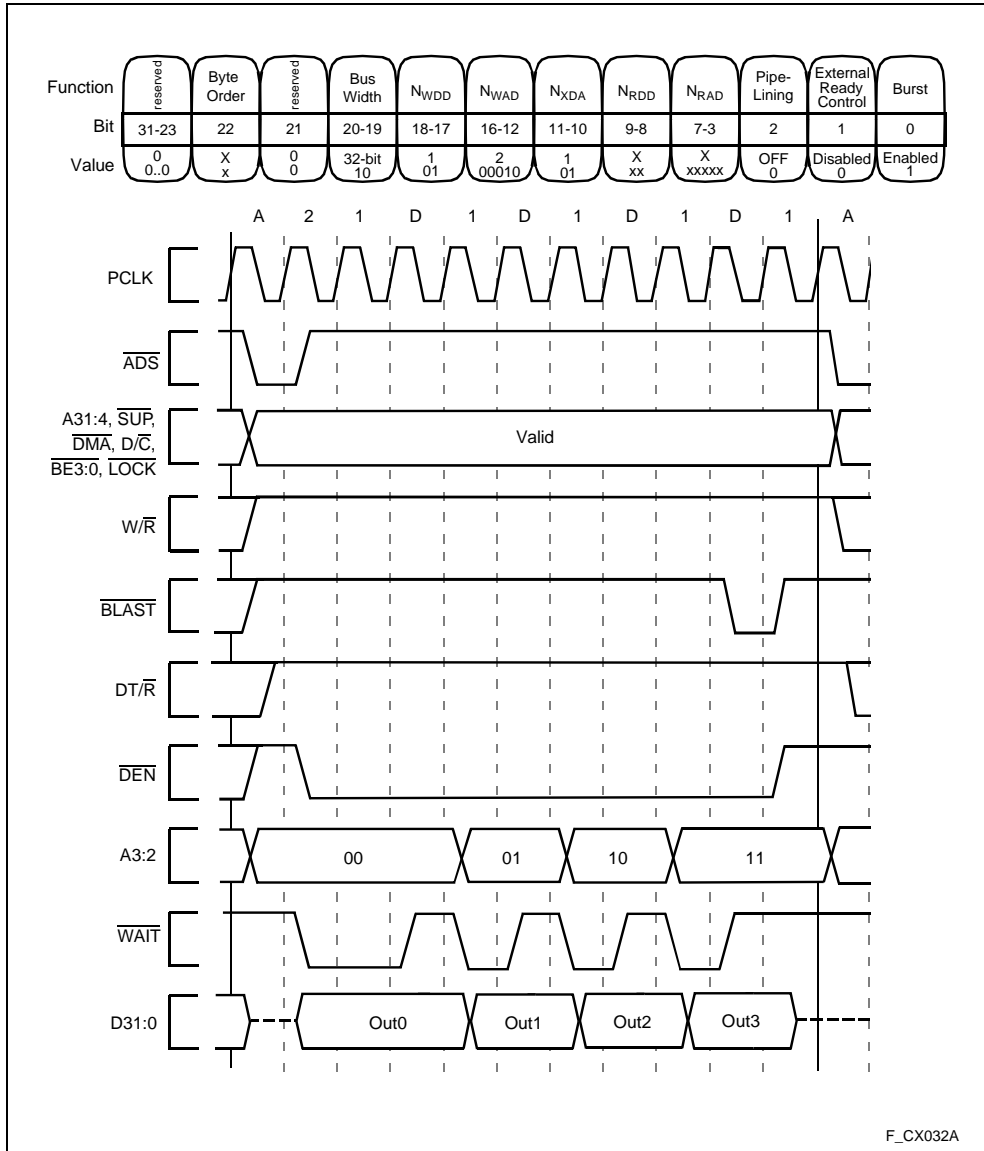 Function reserved Byte Order reserved Bus Width NWDD NWAD NXDA NRDD NRAD Pipe-Lining External Ready Control Burst
Bit 31-23 22 21 20-19 18-17 16-12 11-10 9-8 7-3 2 1 0
Value 0 0..0 X x 0 0 32-bit 10 1 01 2 00010 1 01 X xx X xxxxx OFF 0 Disabled 0 Enabled 1
A 2 1 D 1 D 1 D 1 D 1 A
PCLK
ADS
A31:4, SUP,
DMA, D/C,
BE3:0, LOCK
Valid
W/R
BLAST
DT/R
DEN
A3:2 00 01 10 11
WAIT
D31:0 Out0 Out1 Out2 Out3
F_CX032A